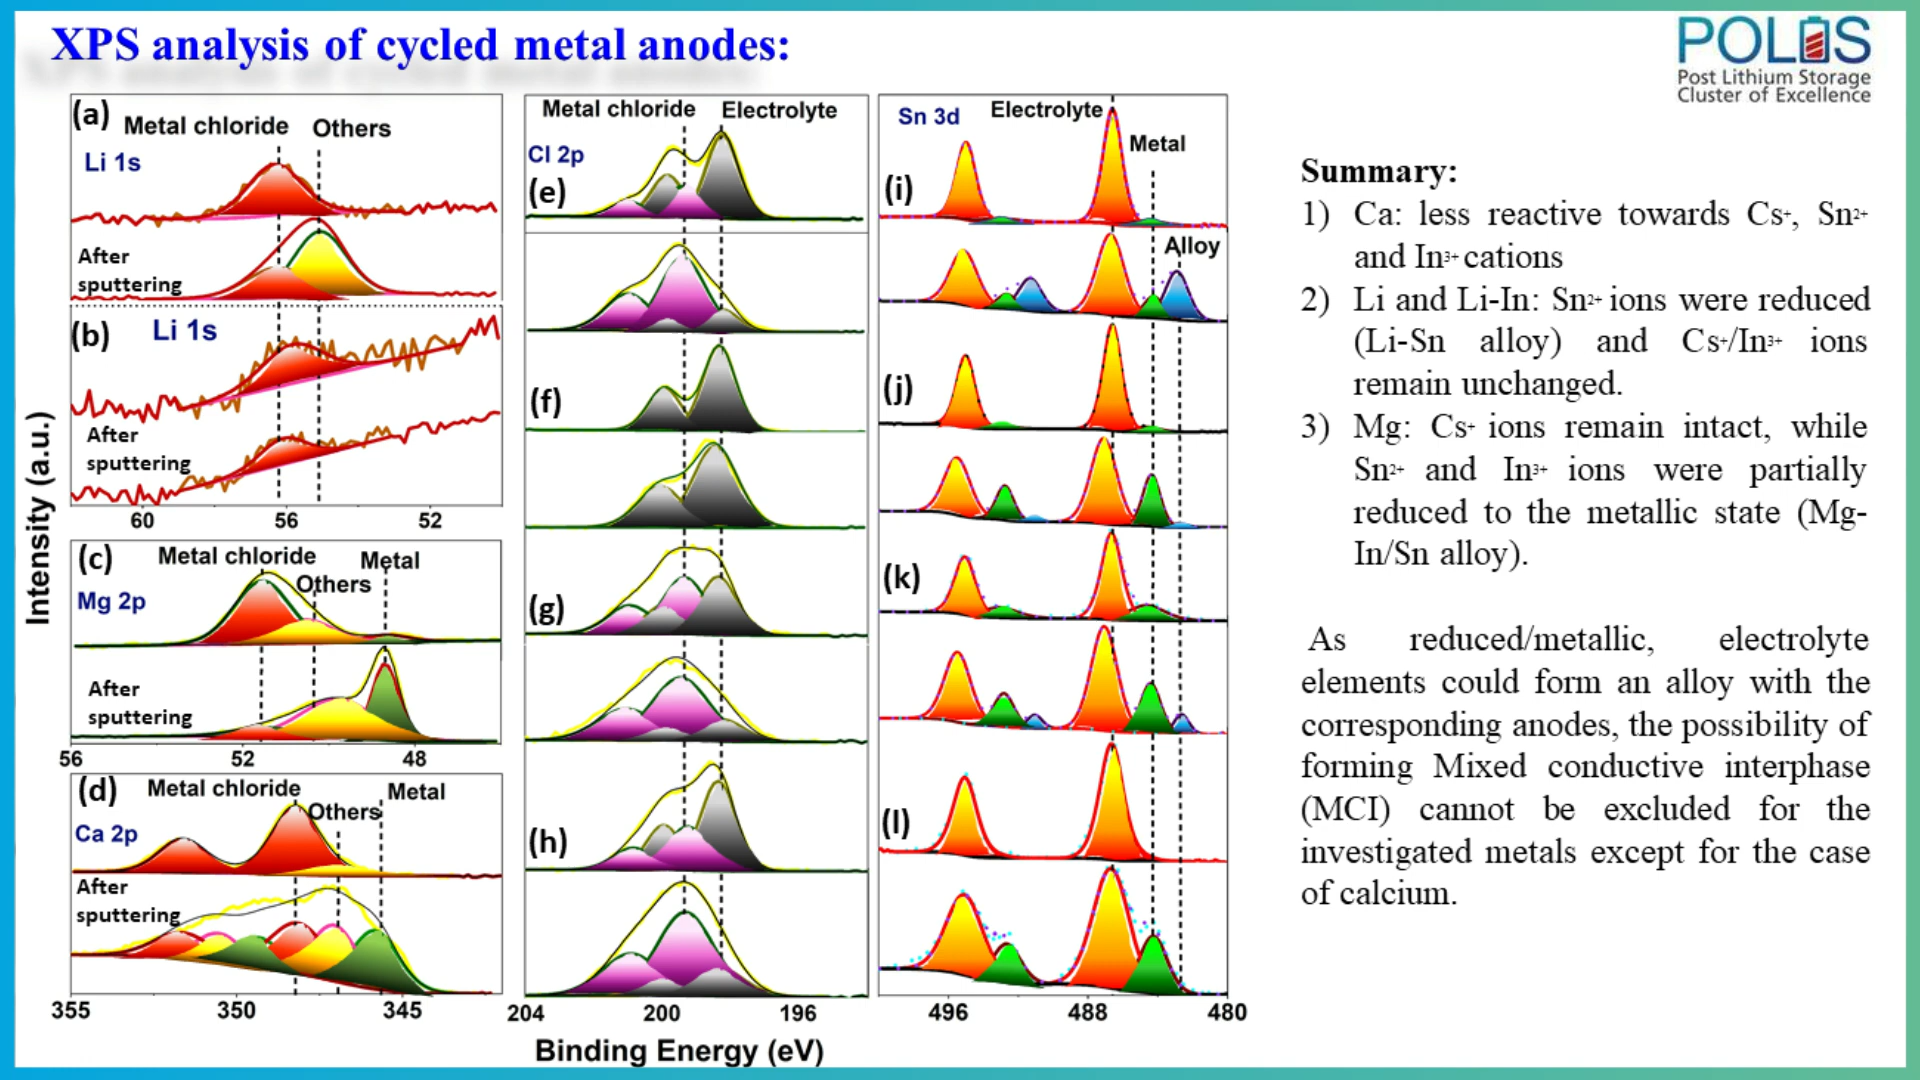 XPS analysis of cycled metal anodes:
POLiS
Post Lithium Storage
Cluster of Excellence
Intensity (a.u.)
(a)
Metal chloride
Others
Li 1s
After
sputtering
(b)
Li 1s
After
sputtering
60
56
52
(c)
Metal chloride
Metal
Others
Mg 2p
After
sputtering
56
52
48
(d)
Metal chloride
Metal
Others
Ca 2p
After
sputtering
355
350
345
Metal chloride
Electrolyte
Cl 2p
(e)
(f)
(g)
(h)
204
200
196
Sn 3d
Electrolyte
Metal
(i)
Alloy
(j)
(k)
(l)
496
488
480
Binding Energy (eV)
Summary:
1) Ca: less reactive towards Cs⁺, Sn²⁺
and In³⁺ cations
2) Li and Li-In: Sn²⁺ ions were reduced
(Li-Sn alloy) and Cs⁺/In³⁺ ions
remain unchanged.
3) Mg: Cs⁺ ions remain intact, while
Sn²⁺ and In³⁺ ions were partially
reduced to the metallic state (Mg-
In/Sn alloy).
As reduced/metallic, electrolyte
elements could form an alloy with the
corresponding anodes, the possibility of
forming Mixed conductive interphase
(MCI) cannot be excluded for the
investigated metals except for the case
of calcium.